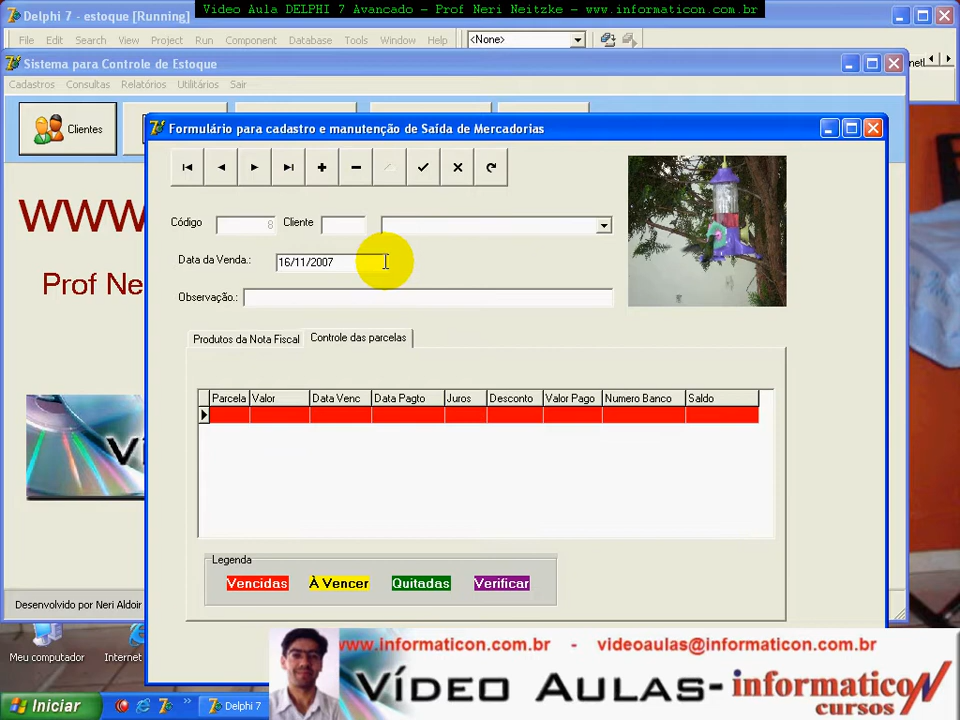 Video Aula DELPHI 7 Avancado - Prof Neri Neitzke - www.informaticon.com.br
Delphi 7 - estoque [Running]
File Edit Search View Project Run Component Database Tools Window Help <None>
Sistema para Controle de Estoque
Cadastros Consultas Relatórios Utilitários Sair
Clientes
Formulário para cadastro e manutenção de Saída de Mercadorias
WWW
Prof Ne
Código 8 Cliente
Data da Venda.: 16/11/2007
Observação.:
Produtos da Nota Fiscal Controle das parcelas
Parcela Valor Data Venc Data Pagto Juros Desconto Valor Pago Numero Banco Saldo
Legenda
Vencidas À Vencer Quitadas Verificar
Desenvolvido por Neri Aldoir
Meu computador Internet
www.informaticon.com.br - videoaulas@informaticon.com.br
VÍDEO AULAS- informaticon
cursos
Iniciar Delphi 7